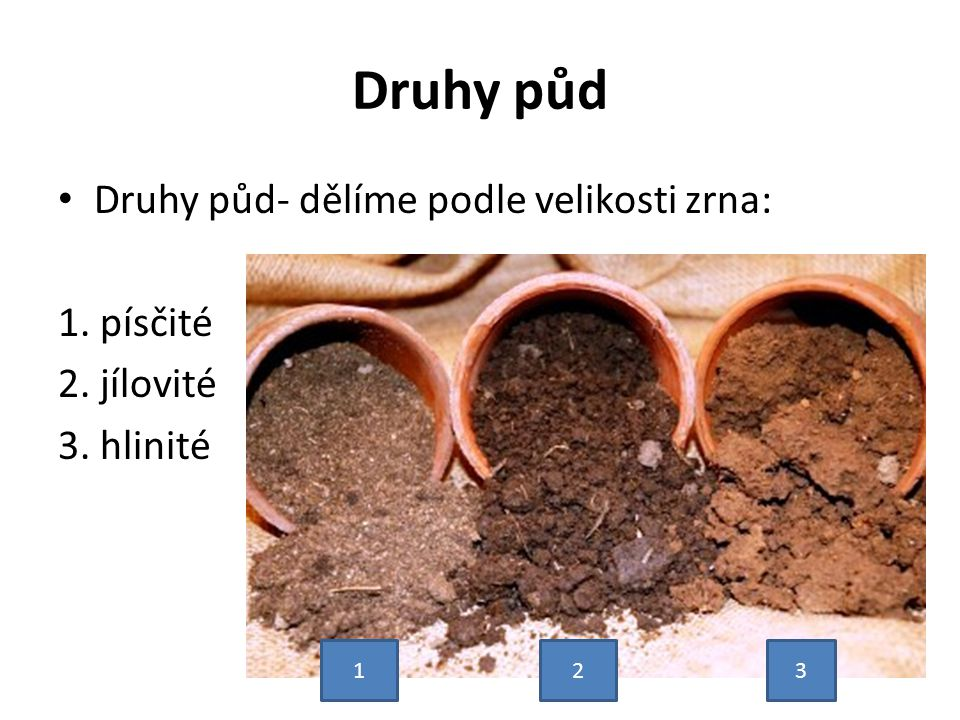 Druhy půd
• Druhy půd- dělíme podle velikosti zrna:
1. písčité
2. jílovité
3. hlinité
1 2 3